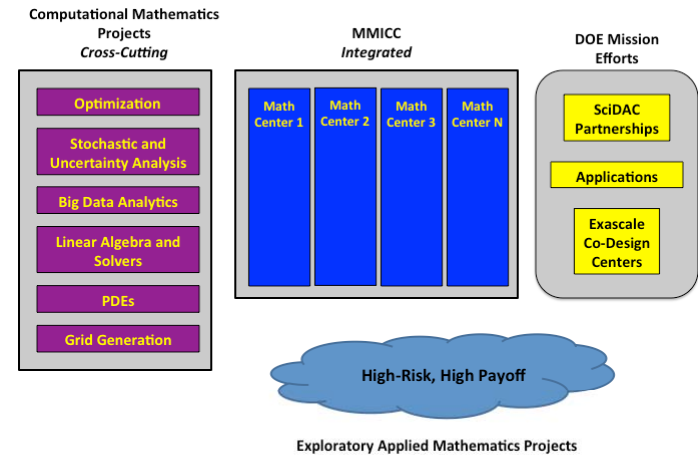 Computational Mathematics
Projects
Cross-Cutting
Optimization
Stochastic and
Uncertainty Analysis
Big Data Analytics
Linear Algebra and
Solvers
PDEs
Grid Generation
MMICC
Integrated
Math
Center 1
Math
Center 2
Math
Center 3
Math
Center N
DOE Mission
Efforts
SciDAC
Partnerships
Applications
Exascale
Co-Design
Centers
High-Risk, High Payoff
Exploratory Applied Mathematics Projects